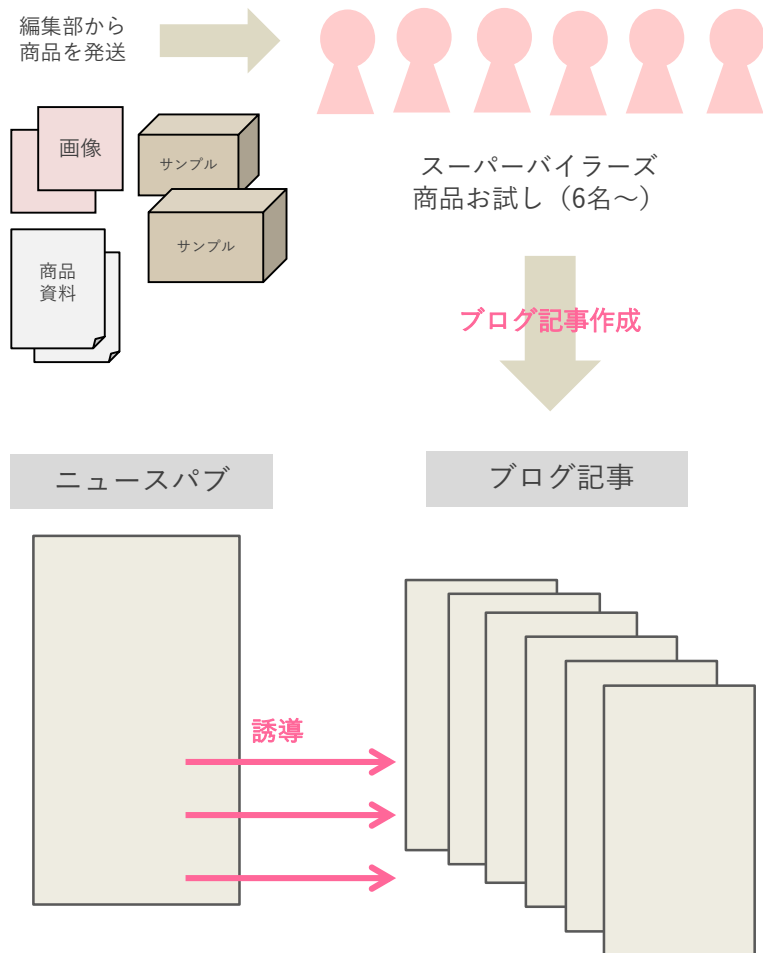 編集部から
商品を発送
画像
サンプル
サンプル
商品
資料
スーパーバイラーズ
商品お試し（6名～）
ブログ記事作成
ニュースパブ
ブログ記事
誘導